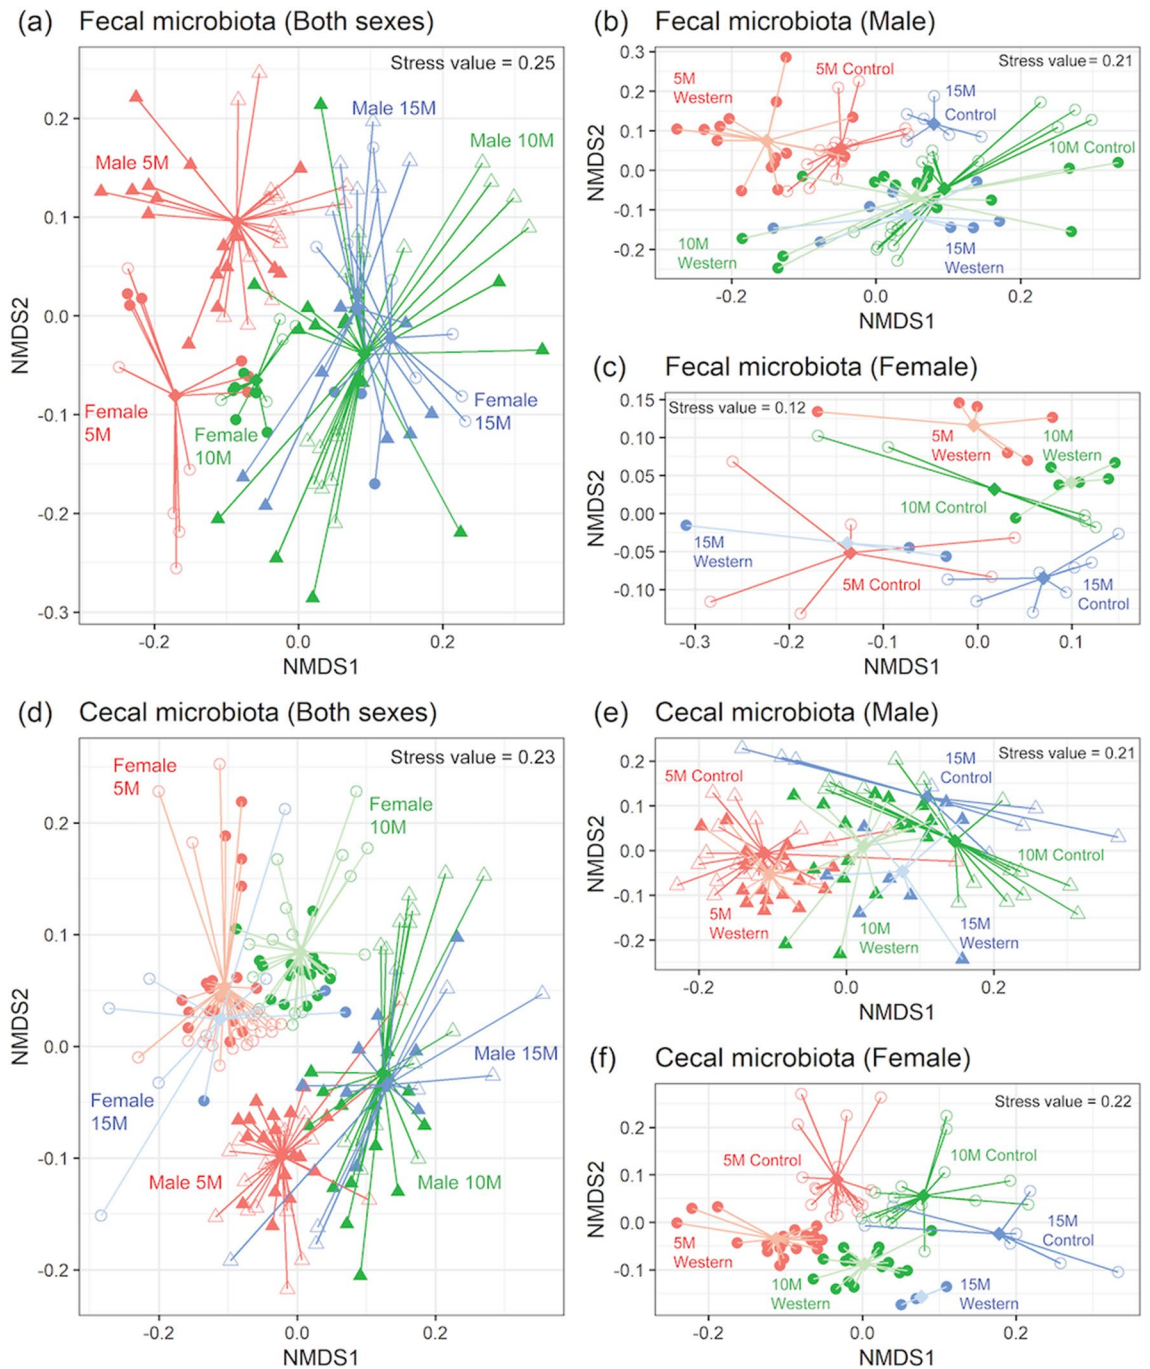 (a) Fecal microbiota (Both sexes)
Stress value = 0.25
Male 15M
Male 10M
Male 5M
Female
5M
Female
10M
Female
15M
0.2
0.1
0.0
-0.1
-0.2
-0.3
NMDS2
-0.2
0.0
0.2
NMDS1
(b) Fecal microbiota (Male)
Stress value = 0.21
5M
Western
5M Control
15M
Control
10M Control
10M
Western
15M
Western
0.3
0.2
0.1
0.0
-0.1
-0.2
NMDS2
-0.2
0.0
0.2
NMDS1
(c) Fecal microbiota (Female)
Stress value = 0.12
5M
Western
10M
Western
10M Control
15M
Western
5M Control
15M
Control
0.15
0.10
0.05
0.00
-0.05
-0.10
NMDS2
-0.3
-0.2
-0.1
0.0
0.1
NMDS1
(d) Cecal microbiota (Both sexes)
Stress value = 0.23
Female
5M
Female
10M
Male 15M
Female
15M
Male 5M
Male 10M
0.2
0.1
0.0
-0.1
-0.2
NMDS2
-0.2
0.0
0.2
NMDS1
(e) Cecal microbiota (Male)
Stress value = 0.21
5M Control
15M
Control
10M Control
5M
Western
10M
Western
15M
Western
0.2
0.1
0.0
-0.1
-0.2
NMDS2
-0.2
0.0
0.2
NMDS1
(f) Cecal microbiota (Female)
Stress value = 0.22
5M Control
10M Control
15M
Control
5M
Western
10M
Western
15M
Western
0.2
0.1
0.0
-0.1
NMDS2
-0.2
0.0
0.2
NMDS1